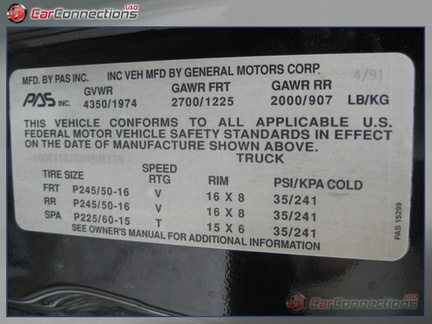 CarConnections USA
MFD. BY PAS INC. INC VEH MFD BY GENERAL MOTORS CORP. 4/91
PAS INC. GVWR GAWR FRT GAWR RR
4350/1974 2700/1225 2000/907 LB/KG
THIS VEHICLE CONFORMS TO ALL APPLICABLE U.S.
FEDERAL MOTOR VEHICLE SAFETY STANDARDS IN EFFECT
ON THE DATE OF MANUFACTURE SHOWN ABOVE.
TRUCK
TIRE SIZE SPEED RTG RIM PSI/KPA COLD
FRT P245/50-16 V 16 X 8 35/241
RR P245/50-16 V 16 X 8 35/241
SPA P225/60-15 T 15 X 6 35/241
SEE OWNER'S MANUAL FOR ADDITIONAL INFORMATION
PAS 15299
CarConnections USA